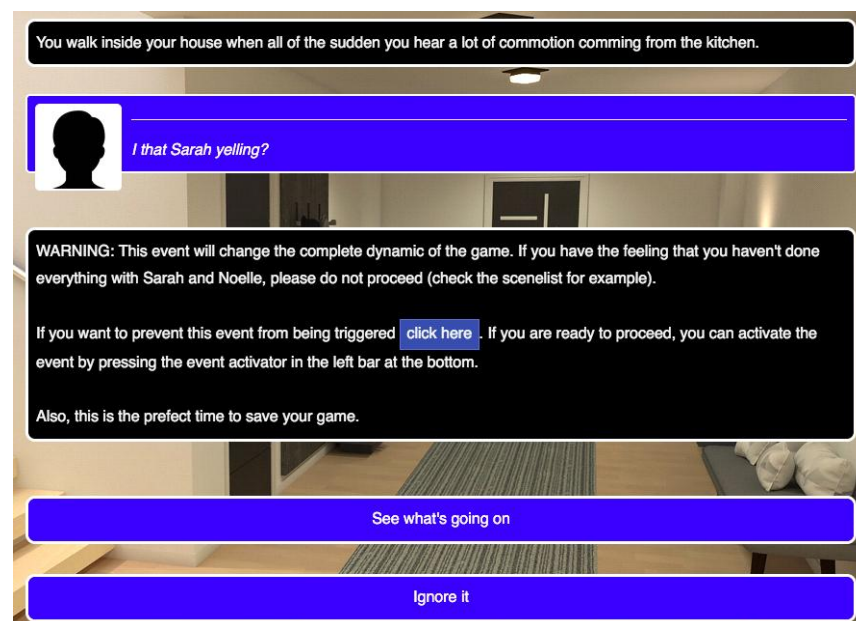 You walk inside your house when all of the sudden you hear a lot of commotion comming from the kitchen.
I that Sarah yelling?
WARNING: This event will change the complete dynamic of the game. If you have the feeling that you haven't done
everything with Sarah and Noelle, please do not proceed (check the scenelist for example).
If you want to prevent this event from being triggered click here. If you are ready to proceed, you can activate the
event by pressing the event activator in the left bar at the bottom.
Also, this is the prefect time to save your game.
See what's going on
Ignore it